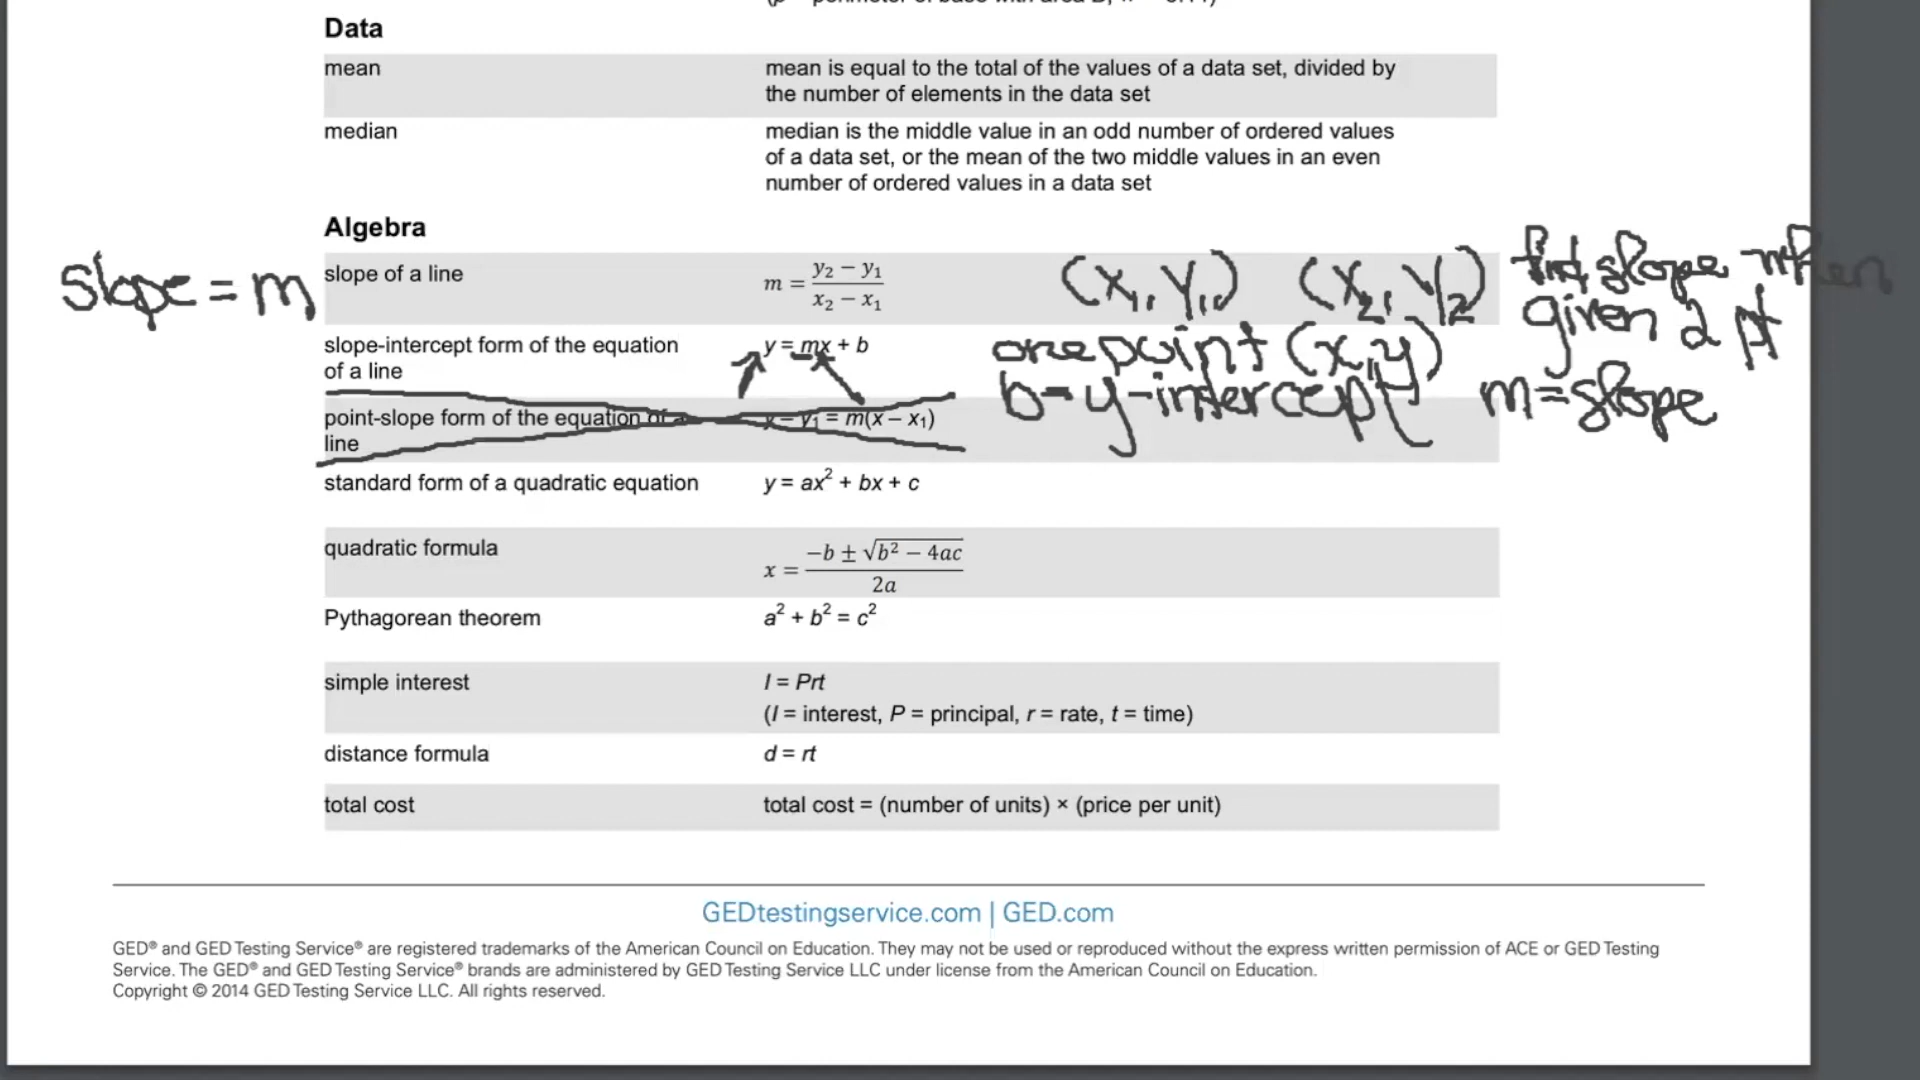 Data
mean
mean is equal to the total of the values of a data set, divided by
the number of elements in the data set
median
median is the middle value in an odd number of ordered values
of a data set, or the mean of the two middle values in an even
number of ordered values in a data set
Algebra
slope = m
slope of a line
m = (y₂ − y₁)/(x₂ − x₁)
(x₁, y₁) (x₂, y₂)
find slope when
given 2 pt
slope-intercept form of the equation
of a line
y = mx + b
one point (x,y)
b=y-intercept m=slope
point-slope form of the equation of a
line
y − y₁ = m(x − x₁)
standard form of a quadratic equation
y = ax² + bx + c
quadratic formula
x = (−b ± √(b² − 4ac))/2a
Pythagorean theorem
a² + b² = c²
simple interest
I = Prt
(I = interest, P = principal, r = rate, t = time)
distance formula
d = rt
total cost
total cost = (number of units) × (price per unit)
GEDtestingservice.com | GED.com
GED® and GED Testing Service® are registered trademarks of the American Council on Education. They may not be used or reproduced without the express written permission of ACE or GED Testing
Service. The GED® and GED Testing Service® brands are administered by GED Testing Service LLC under license from the American Council on Education.
Copyright © 2014 GED Testing Service LLC. All rights reserved.